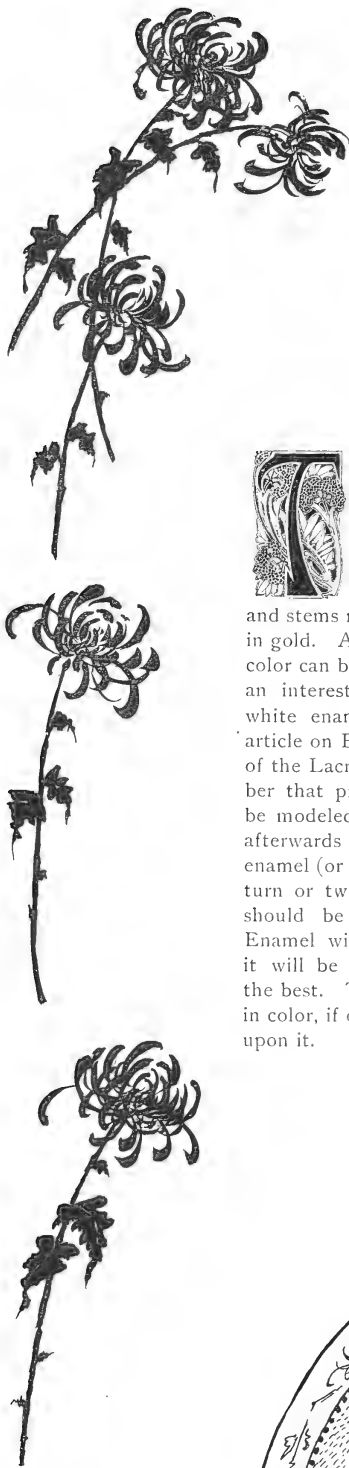 T
and stems
in gold. A
color can b
an interest
white enar
article on E
of the Lacr
ber that p
be modeled
afterwards
enamel (or
turn or tw
should be
Enamel wi
it will be
the best.
in color, if
upon it.